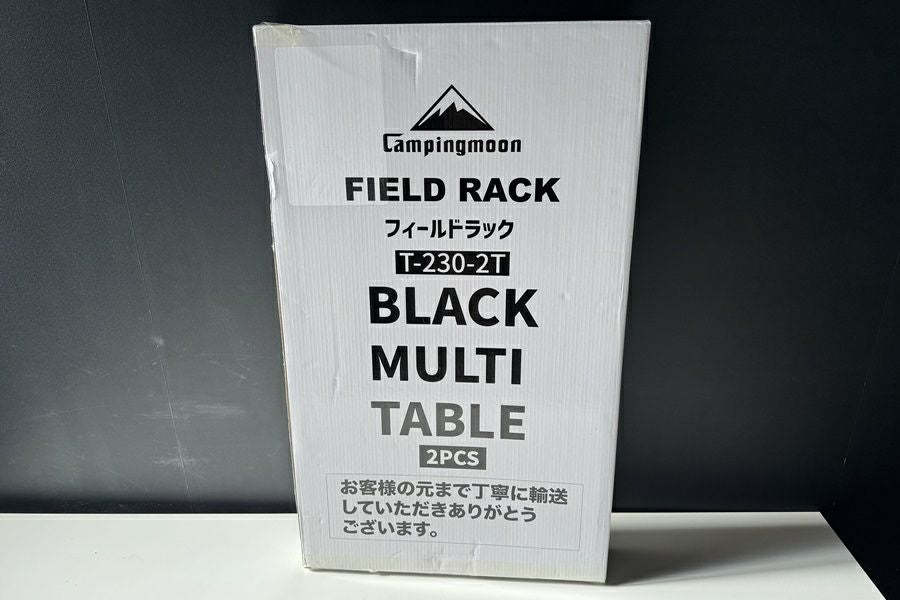 Campingmoon
FIELD RACK
フィールドラック
T-230-2T
BLACK
MULTI
TABLE
2PCS
お客様の元まで丁寧に輸送
していただきありがとう
ございます。